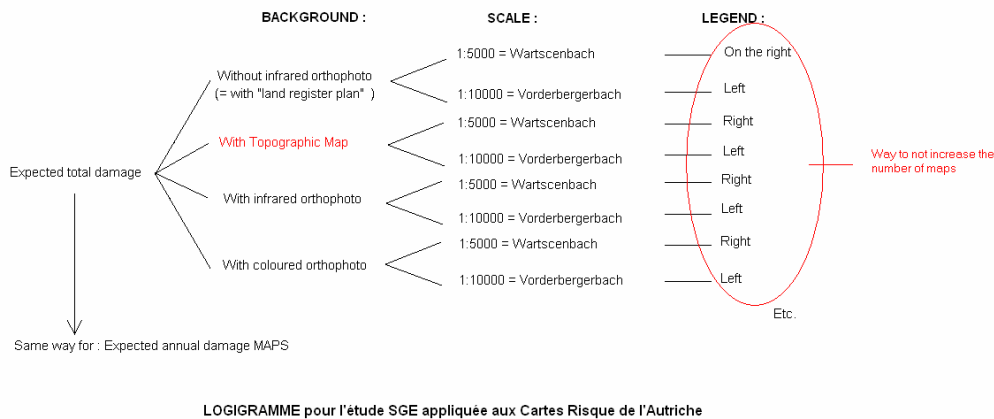 BACKGROUND :
SCALE :
LEGEND :
1:5000 = Wartscenbach
On the right
Without infrared orthophoto
(= with "land register plan" )
1:10000 = Vorderbergerbach
Left
1:5000 = Wartscenbach
Right
With Topographic Map
1:10000 = Vorderbergerbach
Left
Way to not increase the
number of maps
Expected total damage
1:5000 = Wartscenbach
Right
With infrared orthophoto
1:10000 = Vorderbergerbach
Left
1:5000 = Wartscenbach
Right
With coloured orthophoto
1:10000 = Vorderbergerbach
Left
Etc.
Same way for : Expected annual damage MAPS
LOGIGRAMME pour l'étude SGE appliquée aux Cartes Risque de l'Autriche